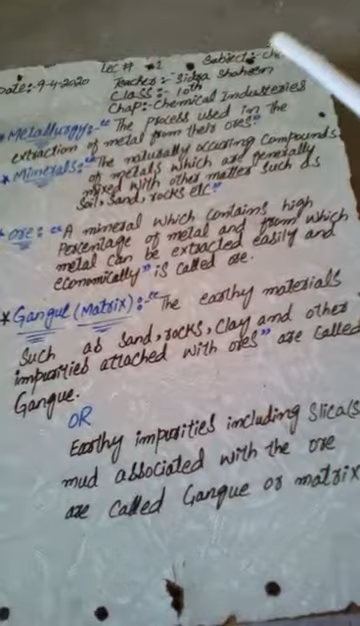 Lec # 1 Subject:- Che
Date:-9-4-2020 Teacher:- Sidra Shaheen
Class:- 10th
Chap:- Chemical Industeries
* Metallurgy:-"The process used in the
extraction of metal from their ores"
* Minerals:-"The naturally occuring compounds
of metals which are generally
mixed with other matter such as
Soil, Sand, rocks etc"
* ore:-"A mineral which contains high
Percentage of metal and from which
metal can be extracted easily and
economically" is called ore.
* Gangue (Matrix):-"The earthy materials
Such as Sand, rocks, Clay and other
impurities attached with ores" are called
Gangue.
OR
Earthy impurities including Slicas
mud associated with the ore
are called Gangue or matrix